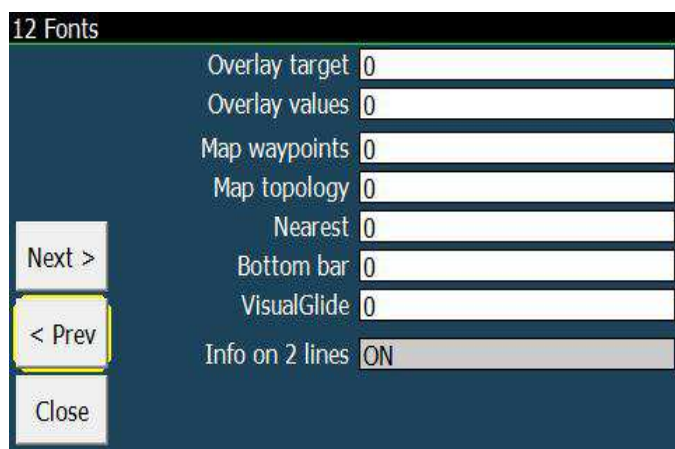 12 Fonts
Overlay target 0
Overlay values 0
Map waypoints 0
Map topology 0
Nearest 0
Bottom bar 0
VisualGlide 0
Info on 2 lines ON
Next >
< Prev
Close